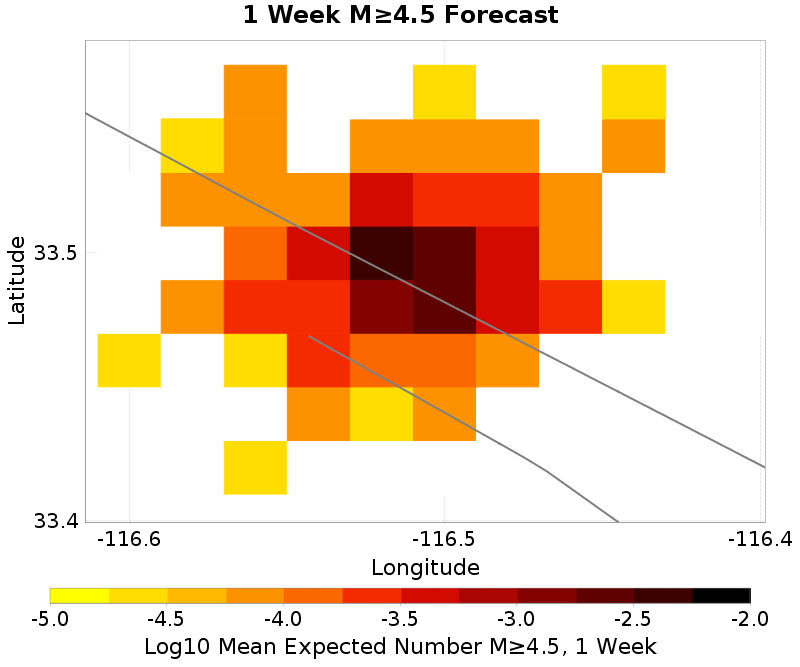 1 Week M≥4.5 Forecast
33.5
33.4
Latitude
-116.6 -116.5 -116.4
Longitude
-5.0 -4.5 -4.0 -3.5 -3.0 -2.5 -2.0
Log10 Mean Expected Number M≥4.5, 1 Week